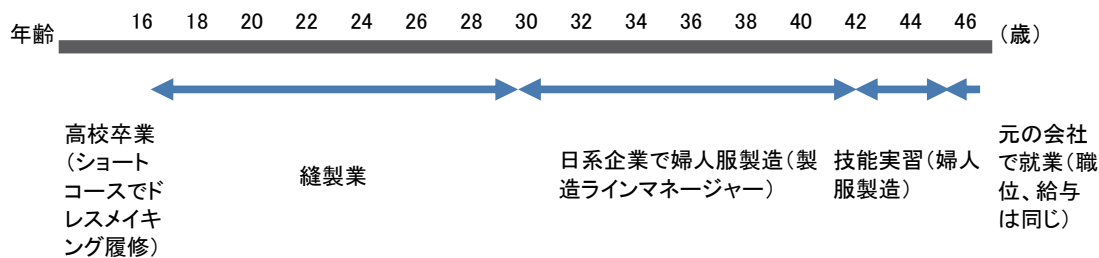 年齢 16 18 20 22 24 26 28 30 32 34 36 38 40 42 44 46 (歳)
高校卒業
(ショート
コースでド
レスメイキ
ング履修)
縫製業
日系企業で婦人服製造(製
造ラインマネージャー)
技能実習(婦人
服製造)
元の会社
で就業(職
位、給与
は同じ)